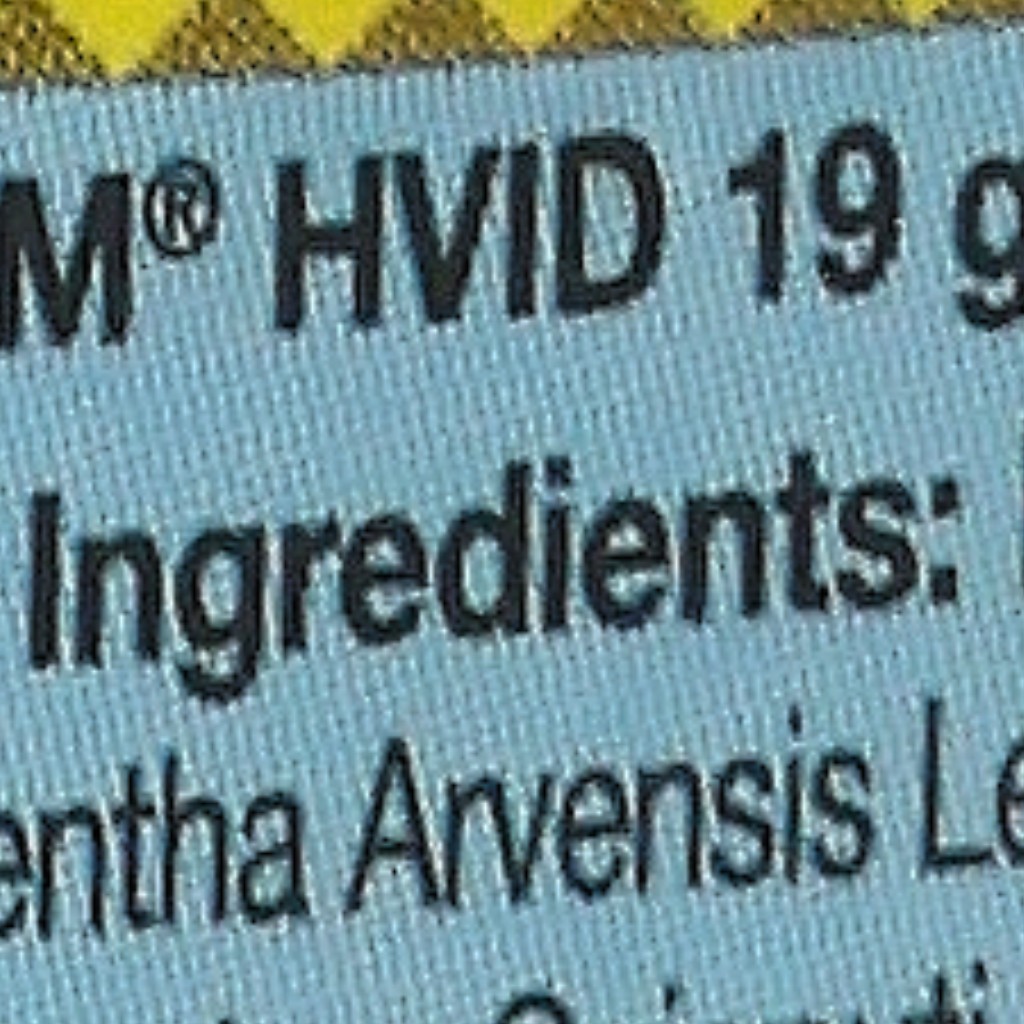 M® HVID 19 g
Ingredients:
entha Arvensis Le